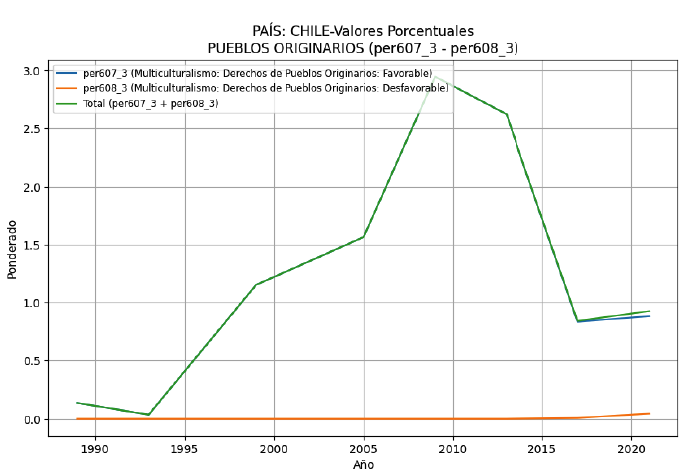 PAÍS: CHILE-Valores Porcentuales
PUEBLOS ORIGINARIOS (per607_3 - per608_3)
3.0
per607_3 (Multiculturalismo: Derechos de Pueblos Originarios: Favorable)
per608_3 (Multiculturalismo: Derechos de Pueblos Originarios: Desfavorable)
Total (per607_3 + per608_3)
2.5
2.0
1.5
1.0
0.5
0.0
Ponderado
1990 1995 2000 2005 2010 2015 2020
Año